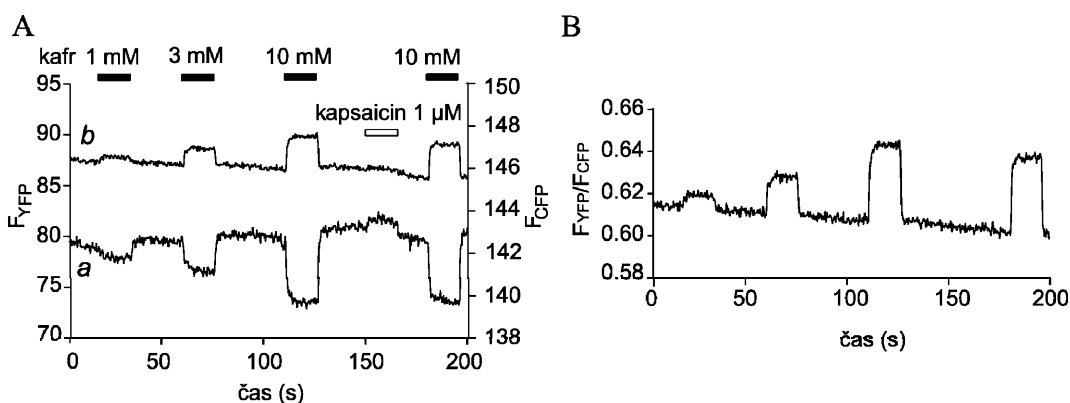 A
kafr 1 mM 3 mM 10 mM 10 mM
95
90
85
80
75
70
F_YFP
b
a
kapsaicin 1 µM
150
148
146
144
142
140
138
F_CFP
0 50 100 150 200
čas (s)
B
0.66
0.64
0.62
0.60
0.58
F_YFP/F_CFP
0 50 100 150 200
čas (s)